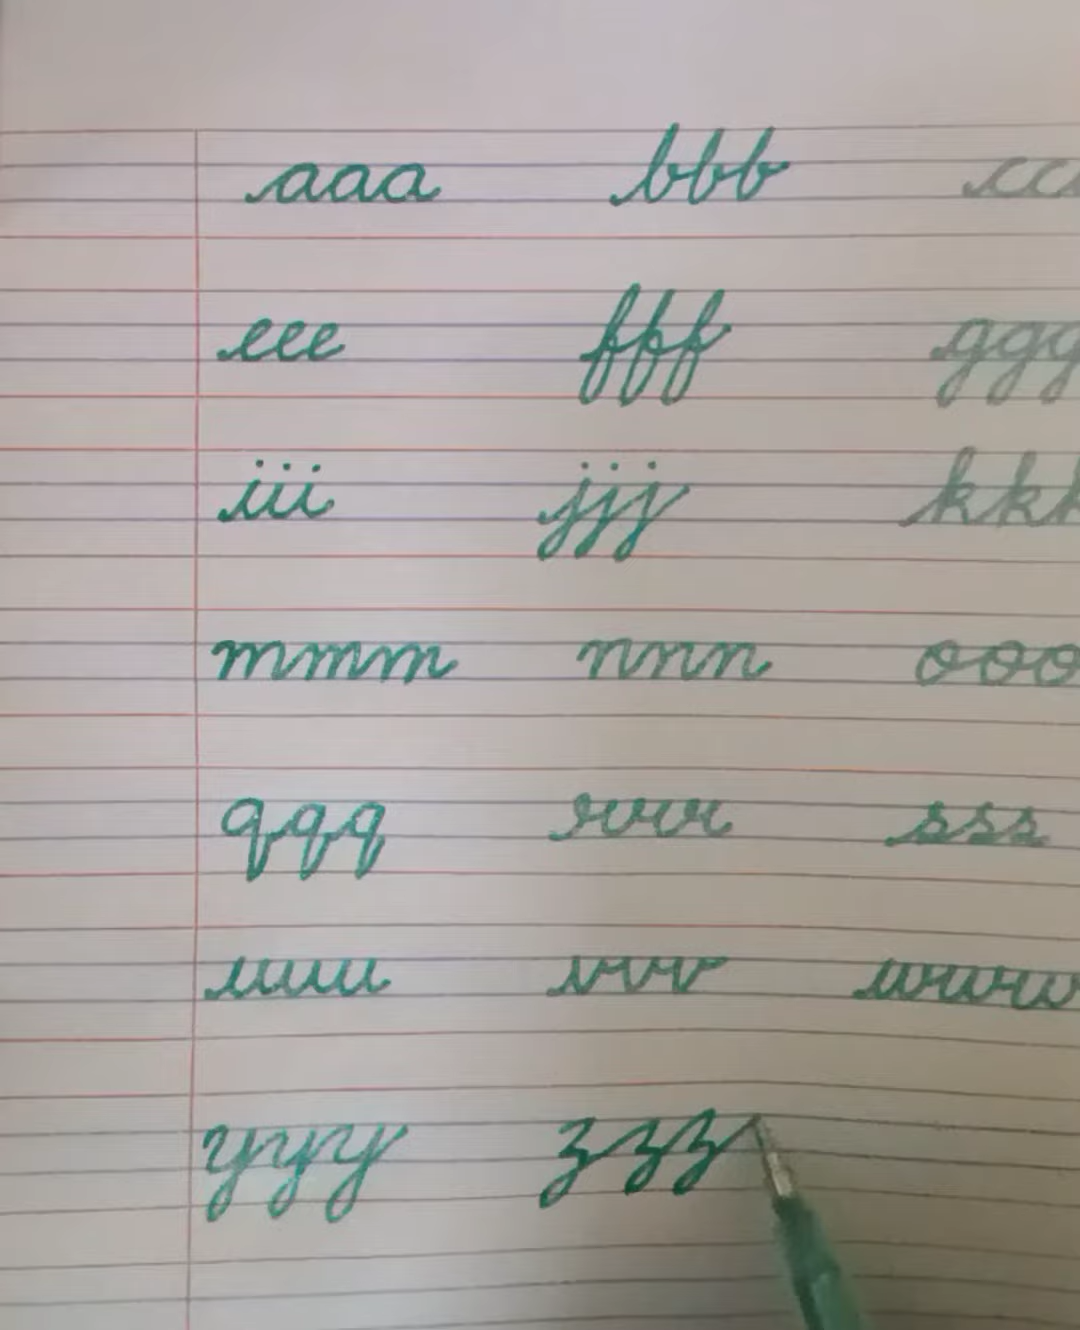 aaa bbb ccc
eee fff ggg
iii jjj kkk
mmm nnn ooo
qqq rrr sss
uuu vvv www
yyy zzz